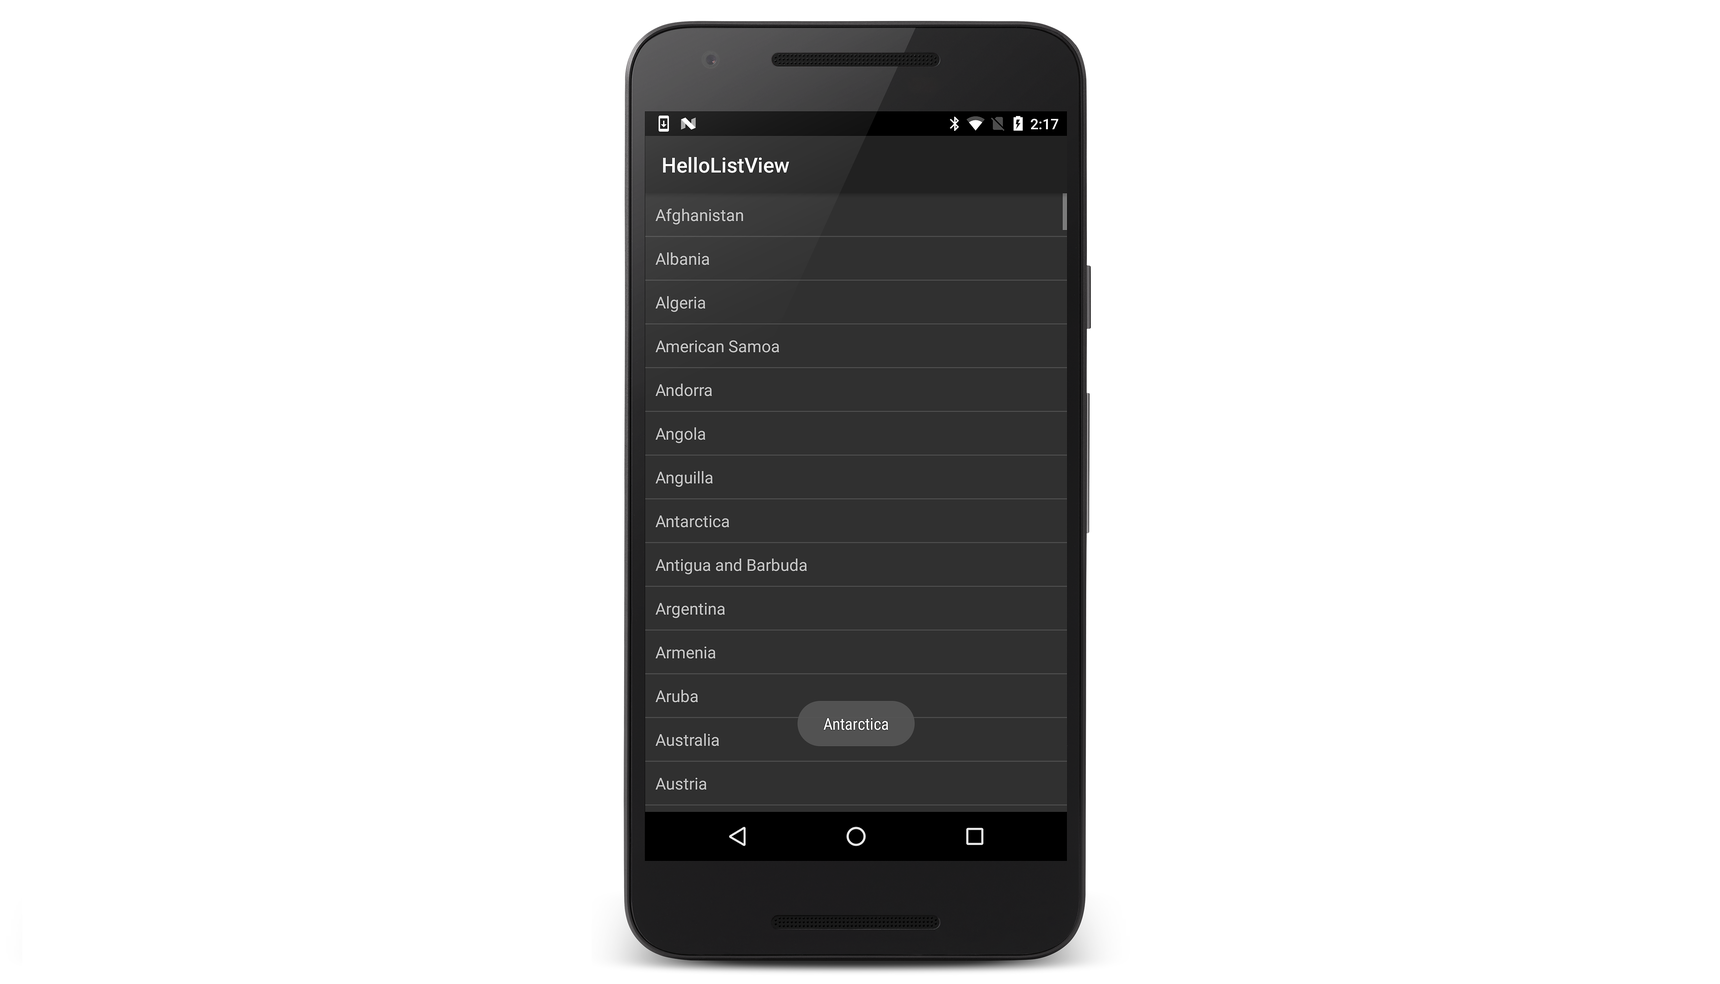 2:17
HelloListView
Afghanistan
Albania
Algeria
American Samoa
Andorra
Angola
Anguilla
Antarctica
Antigua and Barbuda
Argentina
Armenia
Aruba
Antarctica
Australia
Austria